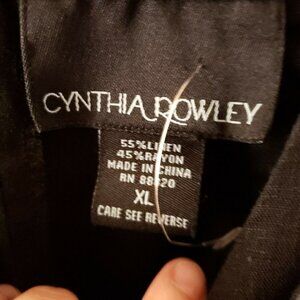 CYNTHIA ROWLEY
55% LINEN
45% RAYON
MADE IN CHINA
RN 88820
XL
CARE SEE REVERSE